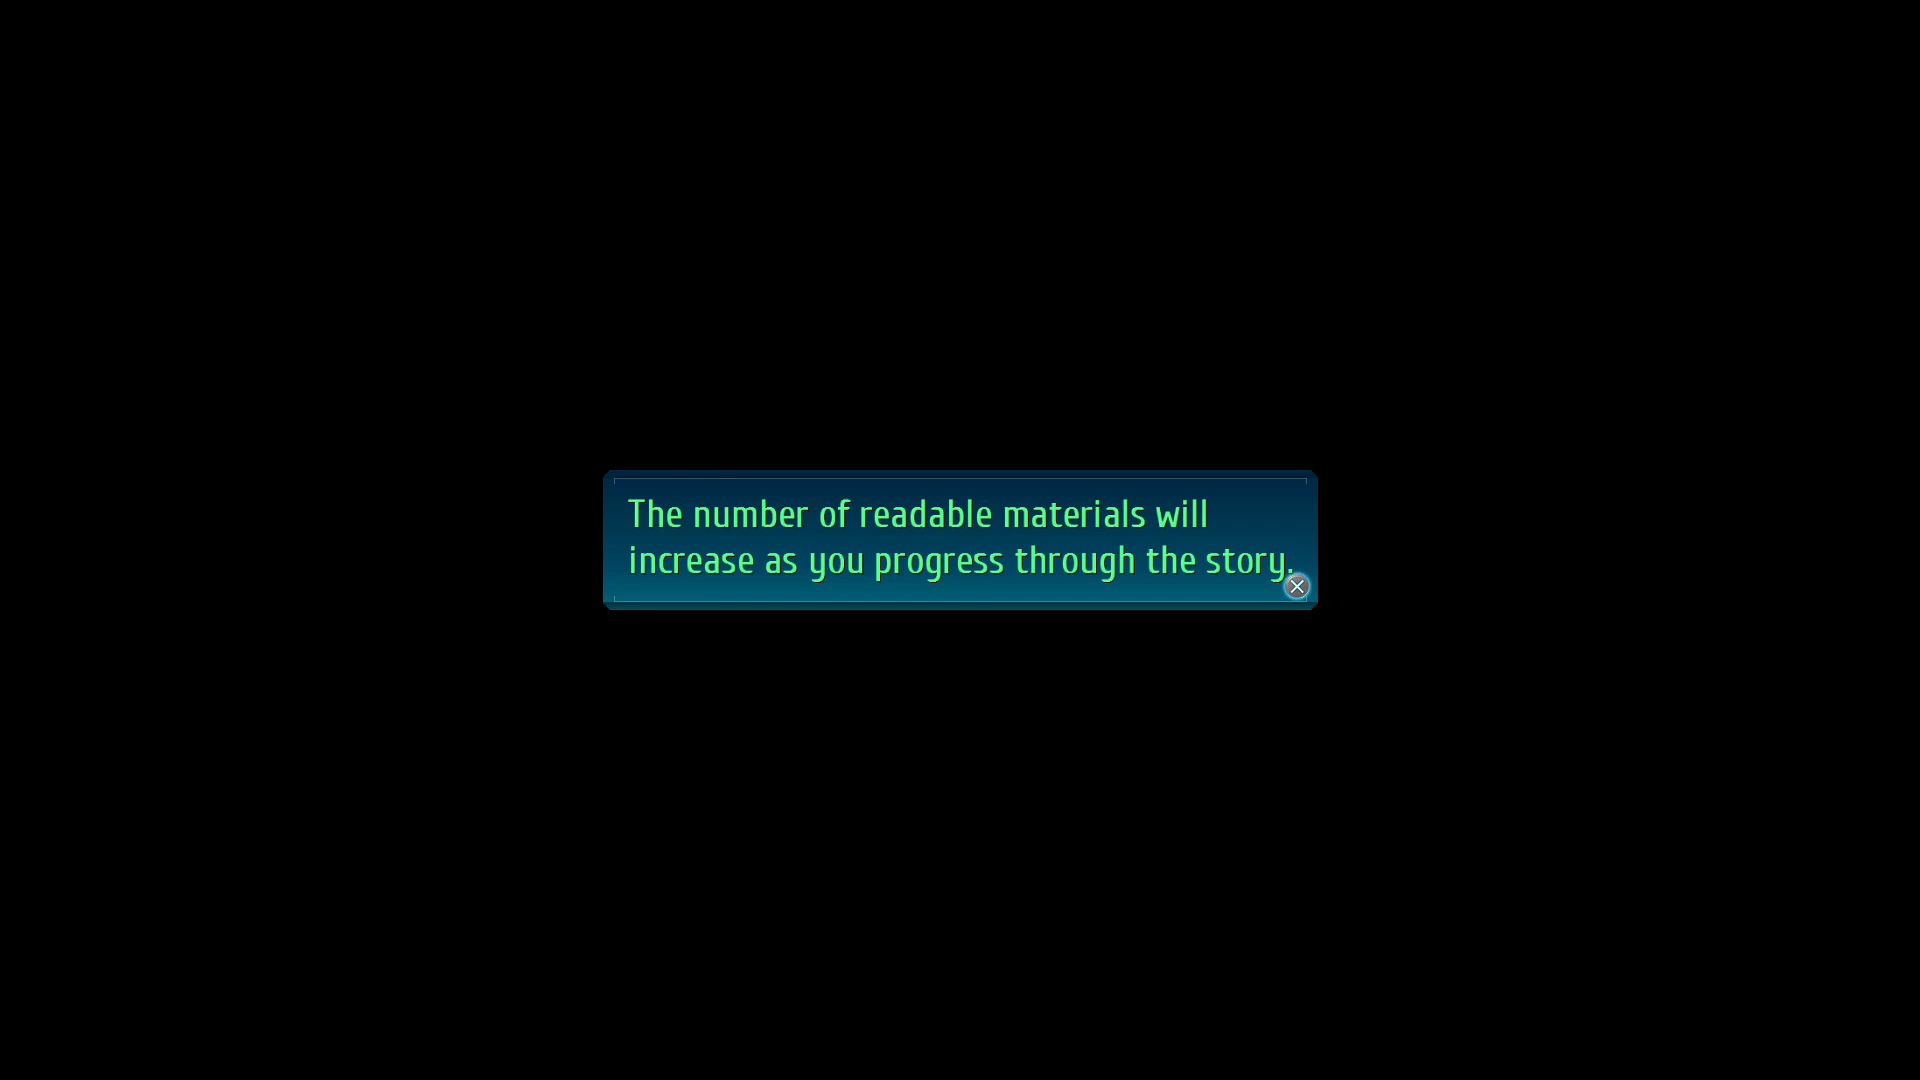 The number of readable materials will
increase as you progress through the story.